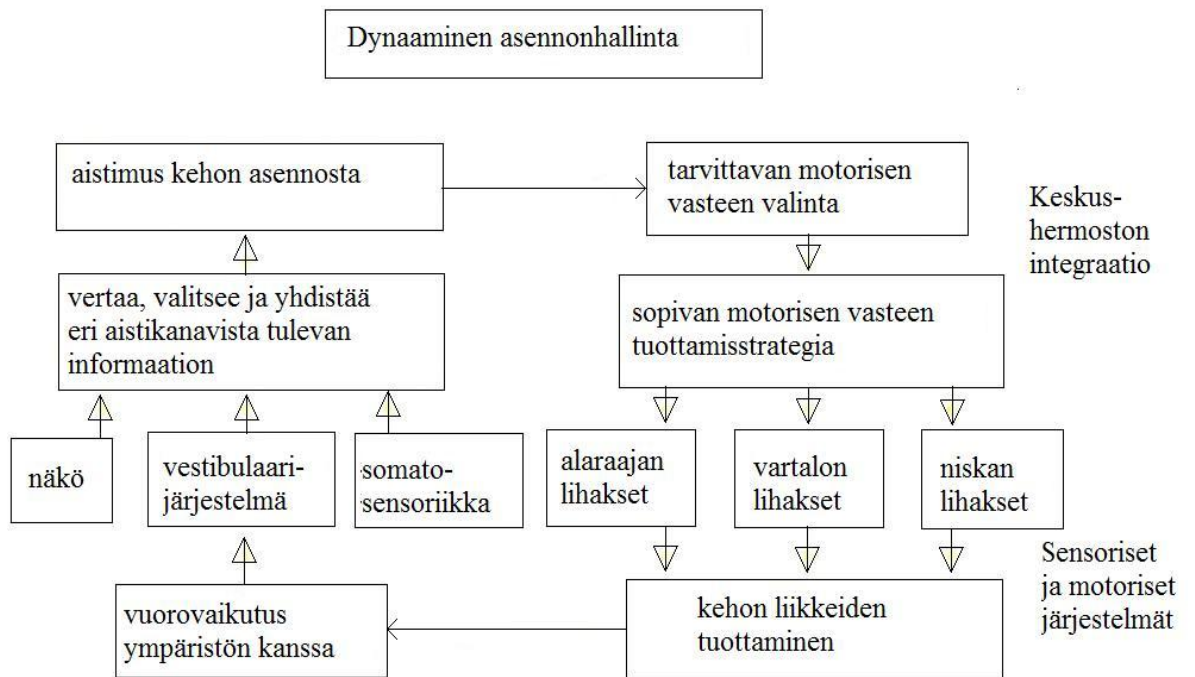 Dynaaminen asennonhallinta
aistimus kehon asennosta
tarvittavan motorisen
vasteen valinta
Keskus-
hermoston
integraatio
vertaa, valitsee ja yhdistää
eri aistikanavista tulevan
informaation
sopivan motorisen vasteen
tuottamisstrategia
näkö
vestibulaari-
järjestelmä
somato-
sensoriikka
alaraajan
lihakset
vartalon
lihakset
niskan
lihakset
Sensoriset
ja motoriset
järjestelmät
vuorovaikutus
ympäristön kanssa
kehon liikkeiden
tuottaminen